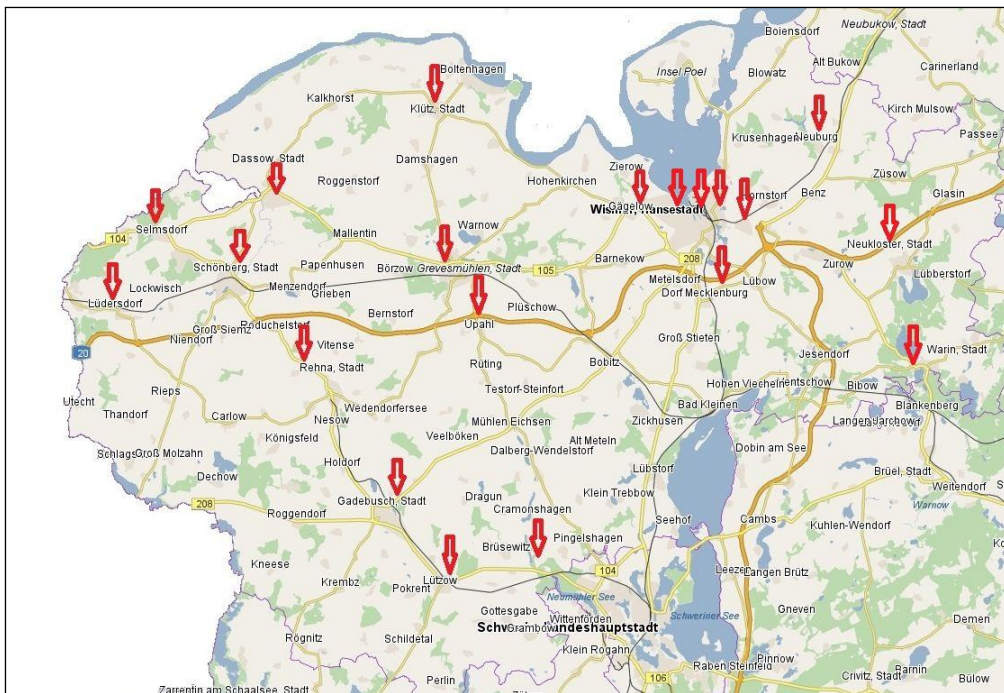 Neubukow, Stadt
Boiensdorf
Alt Bukow
Boltenhagen
Insel Poel
Blowatz
Carinerland
Kalkhorst
Klütz, Stadt
Kirch Mulsow
Krusenhagen
Neuburg
Passee
Dassow, Stadt
Damshagen
Zierow
Roggenstorf
Hohenkirchen
Züsow
Benz
Glasin
Gägelow
Hornstorf
Wismar, Hansestadt
Selmsdorf
Warnow
104
Mallentin
Neukloster, Stadt
Barnekow
208
Schönberg, Stadt
Papenhusen
Börzow
Grevesmühlen, Stadt
105
Zurow
Metelsdorf
Lübberstorf
Lockwisch
Menzendorf
Grieben
Dorf Mecklenburg
Lübow
Lüdersdorf
Plüschow
Bernstorf
Upahl
Groß Siemz
Roduchelstorf
Niendorf
Vitense
Groß Stieten
Warin, Stadt
20
Rehna, Stadt
Rüting
Bobitz
Jesendorf
Rieps
Testorf-Steinfort
Hohen Viecheln
Ventschow
Bibow
Utecht
Thandorf
Carlow
Wedendorfersee
Bad Kleinen
Blankenberg
Nesow
Mühlen Eichsen
Zickhusen
Langen Jarchow
Königsfeld
Veelböken
Alt Meteln
Schlagsdorf
Groß Molzahn
Dalberg-Wendelstorf
Dobin am See
Holdorf
Lübstorf
Brüel, Stadt
Dechow
Weitendorf
Gadebusch, Stadt
Dragun
Klein Trebbow
208
Cramonshagen
Warnow
Roggendorf
Seehof
Cambs
Kuhlen-Wendorf
Pingelshagen
Brüsewitz
Kneese
Leezen
Langen Brütz
104
Krembz
Pokrent
Lützow
Neumühler See
Gneven
Gottesgabe
Wittenförden
Schweriner See
Demen
Grambow
Schwerin, Landeshauptstadt
Rögnitz
Schildetal
Klein Rogahn
Pinnow
Raben Steinfeld
Barnin
Perlin
106
Crivitz, Stadt
Bülow
Zarrentin am Schaalsee, Stadt